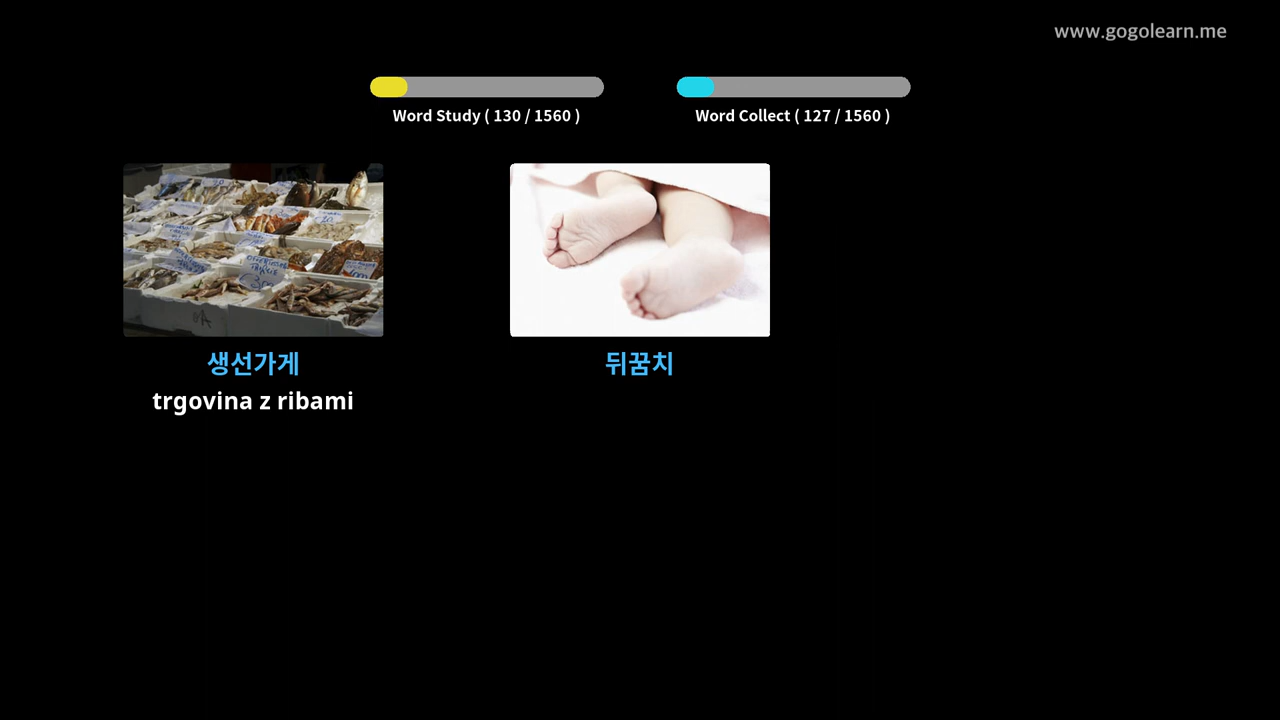 www.gogolearn.me
Word Study ( 130 / 1560 )
Word Collect ( 127 / 1560 )
생선가게
trgovina z ribami
뒤꿈치